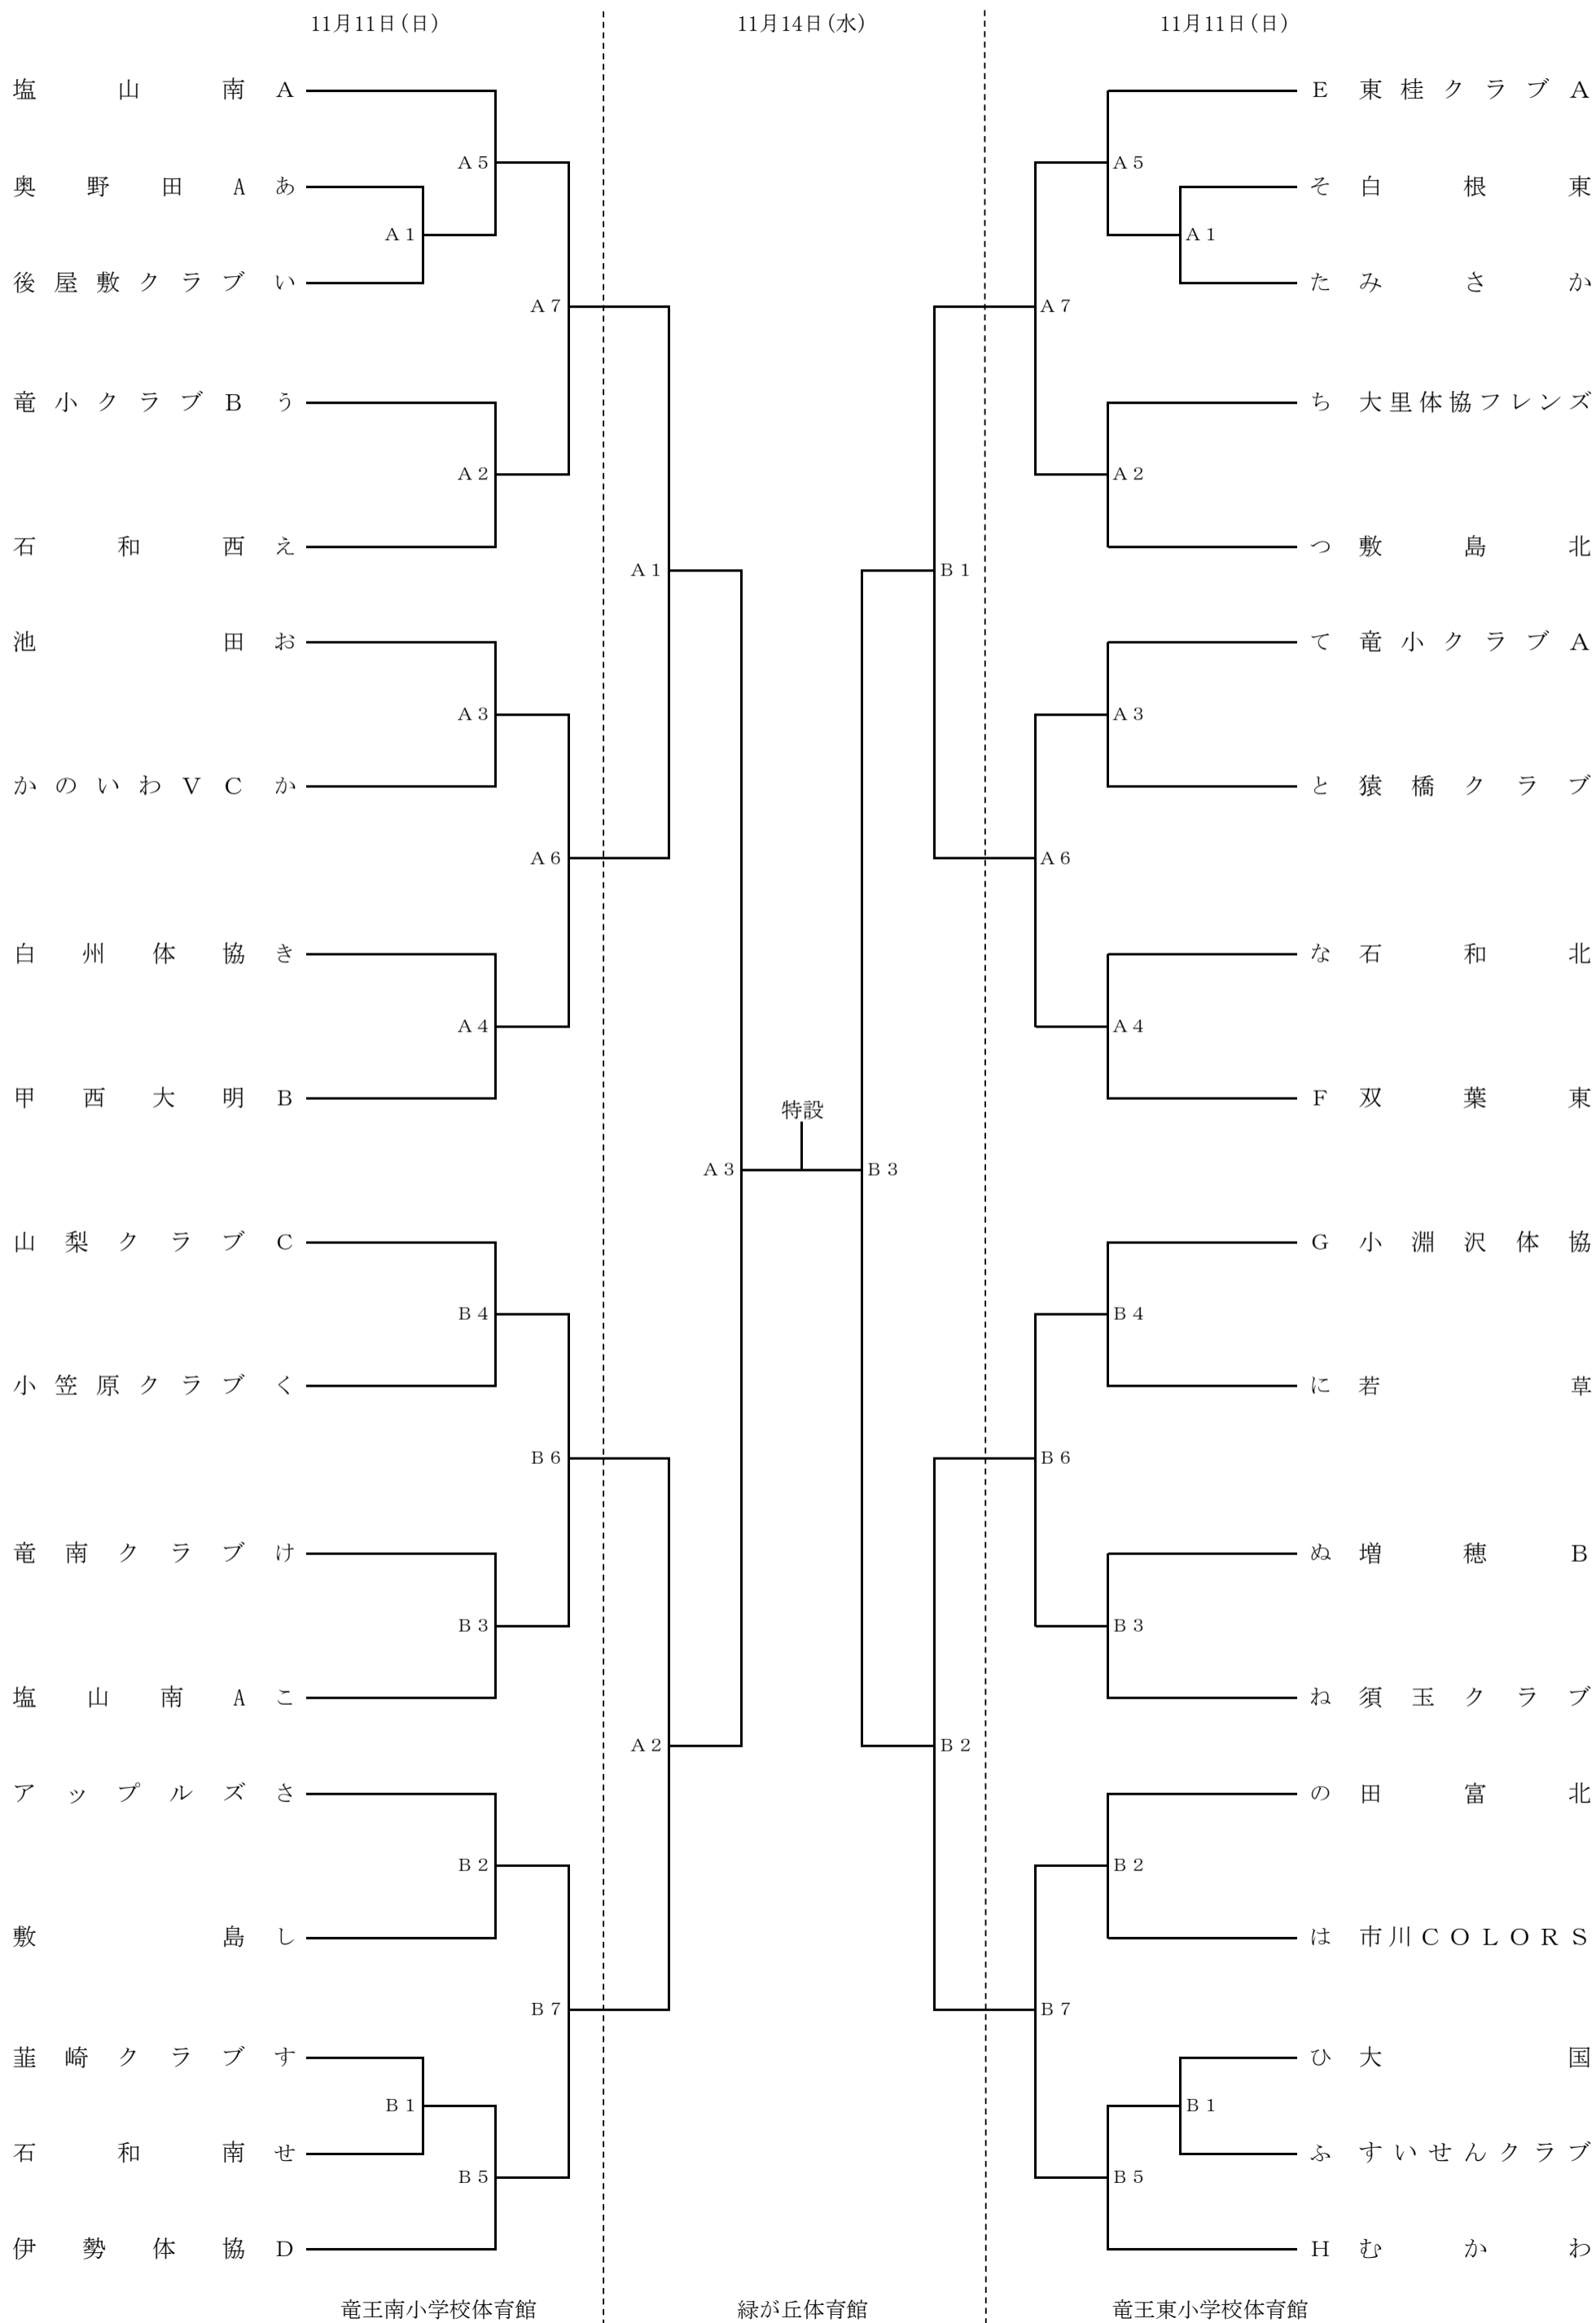 11月11日(日) 11月14日(水) 11月11日(日)
塩山南 A E 東桂クラブA
A5 A5
奥野田A あ そ 白根東
A1 A1
後屋敷クラブ い た みさか
A7 A7
竜小クラブB う ち 大里体協フレンズ
A2 A2
石和西 え つ 敷島北
A1 B1
池田 お て 竜小クラブA
A3 A3
かのいわVC か と 猿橋クラブ
A6 A6
白州体協 き な 石和北
A4 A4
甲西大明 B F 双葉東
特設
A3 B3
山梨クラブ C G 小淵沢体協
B4 B4
小笠原クラブ く に 若草
B6 B6
竜南クラブ け ぬ 増穂B
B3 B3
塩山南A こ ね 須玉クラブ
A2 B2
アップルズ さ の 田富北
B2 B2
敷島 し は 市川COLORS
B7 B7
韮崎クラブ す ひ 大国
B1 B1
石和南 せ ふ すいせんクラブ
B5 B5
伊勢体協 D H むかわ
竜王南小学校体育館 緑が丘体育館 竜王東小学校体育館